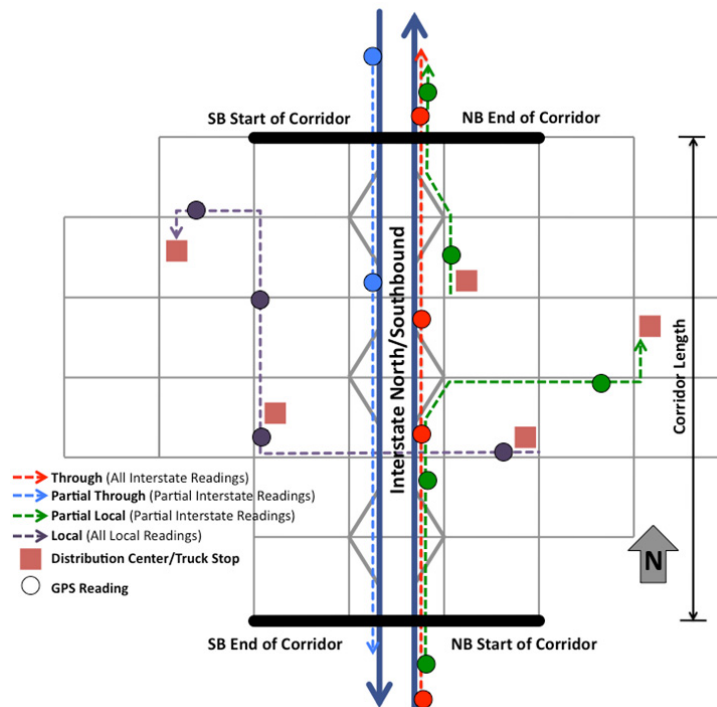 SB Start of Corridor
NB End of Corridor
Interstate North/Southbound
Corridor Length
Through (All Interstate Readings)
Partial Through (Partial Interstate Readings)
Partial Local (Partial Interstate Readings)
Local (All Local Readings)
Distribution Center/Truck Stop
GPS Reading
N
SB End of Corridor
NB Start of Corridor